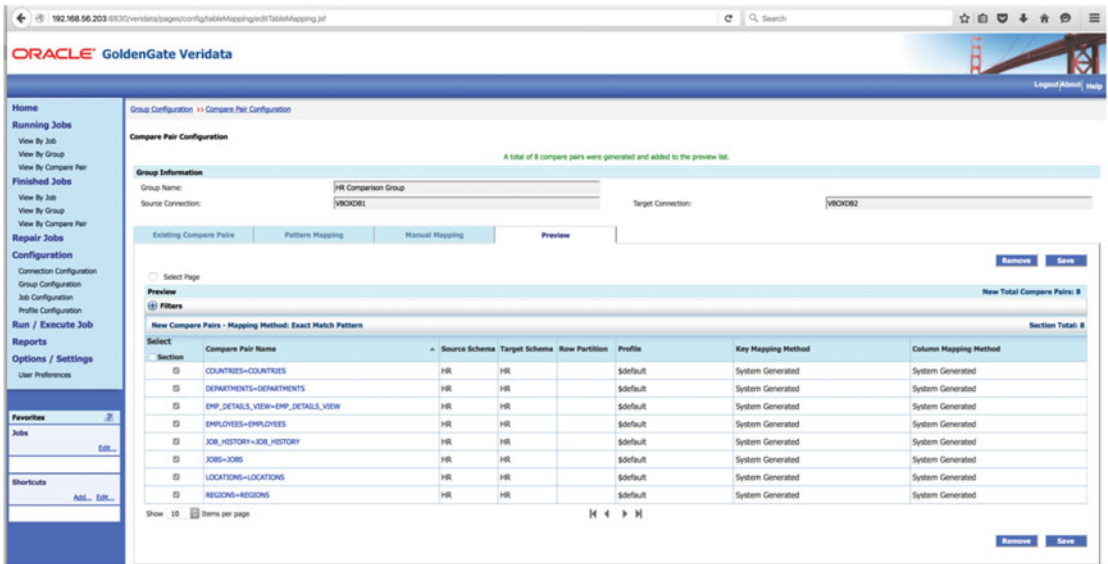 192.168.56.203:8830/veridata/pages/config/tableMapping/editTableMapping.jsf
Search
ORACLE GoldenGate Veridata
Logout About Help
Home
Running Jobs
View By Job
View By Group
View By Compare Pair
Finished Jobs
View By Job
View By Group
View By Compare Pair
Repair Jobs
Configuration
Connection Configuration
Group Configuration
Job Configuration
Profile Configuration
Run / Execute Job
Reports
Options / Settings
User Preferences
Favorites ?
Jobs
Edit...
Shortcuts
Add... Edit...
Group Configuration >> Compare Pair Configuration
Compare Pair Configuration
A total of 8 compare pairs were generated and added to the preview list.
Group Information
Group Name: HR Comparison Group
Source Connection: VBOXDB1 Target Connection: VBOXDB2
Existing Compare Pairs Pattern Mapping Manual Mapping Preview
Remove Save
Select Page
Preview New Total Compare Pairs: 8
Filters
New Compare Pairs - Mapping Method: Exact Match Pattern Section Total: 8
Select Section Compare Pair Name Source Schema Target Schema Row Partition Profile Key Mapping Method Column Mapping Method
COUNTRIES=COUNTRIES HR HR $default System Generated System Generated
DEPARTMENTS=DEPARTMENTS HR HR $default System Generated System Generated
EMP_DETAILS_VIEW=EMP_DETAILS_VIEW HR HR $default System Generated System Generated
EMPLOYEES=EMPLOYEES HR HR $default System Generated System Generated
JOB_HISTORY=JOB_HISTORY HR HR $default System Generated System Generated
JOBS=JOBS HR HR $default System Generated System Generated
LOCATIONS=LOCATIONS HR HR $default System Generated System Generated
REGIONS=REGIONS HR HR $default System Generated System Generated
Show 10 Items per page
Remove Save